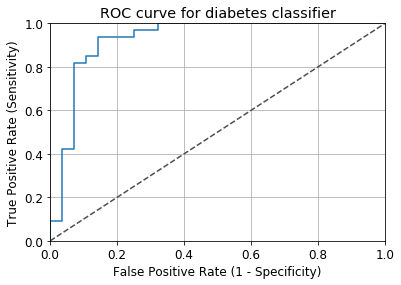 ROC curve for diabetes classifier
True Positive Rate (Sensitivity)
1.0
0.8
0.6
0.4
0.2
0.0
0.0 0.2 0.4 0.6 0.8 1.0
False Positive Rate (1 - Specificity)